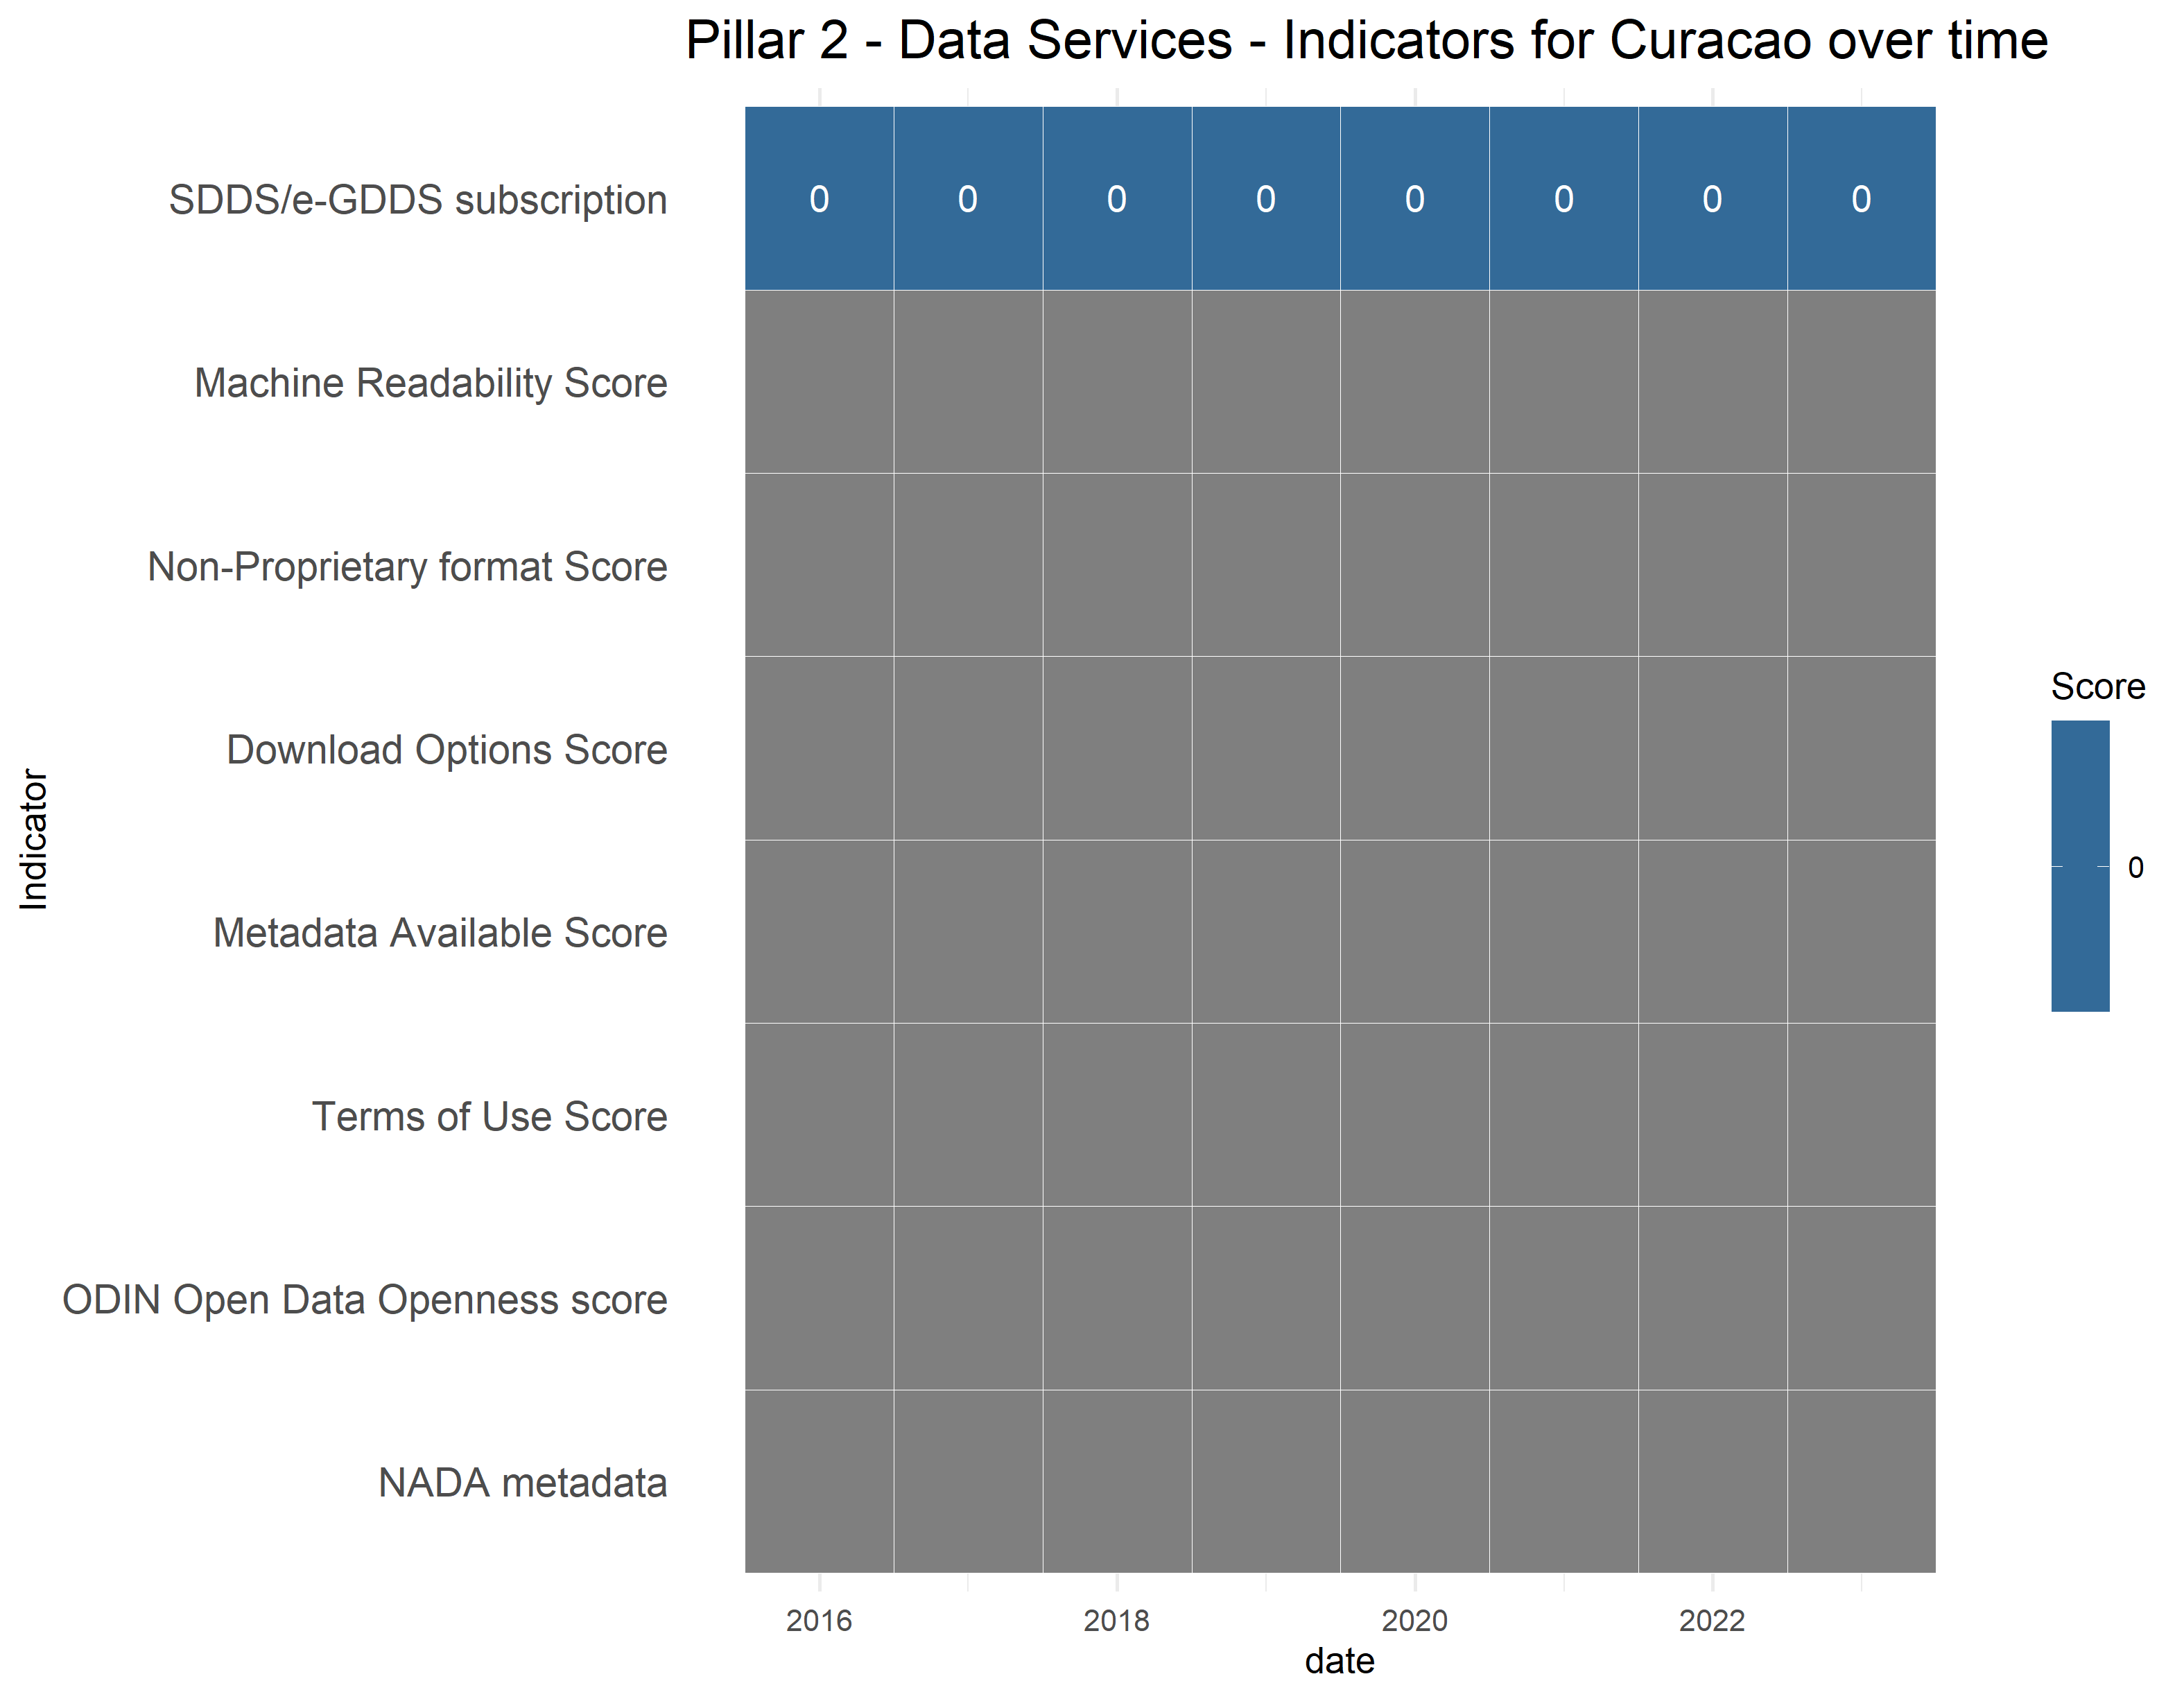 Pillar 2 - Data Services - Indicators for Curacao over time
SDDS/e-GDDS subscription
0 0 0 0 0 0 0 0
Machine Readability Score
Non-Proprietary format Score
Download Options Score
Metadata Available Score
Terms of Use Score
ODIN Open Data Openness score
NADA metadata
Indicator
2016 2018 2020 2022
date
Score
0